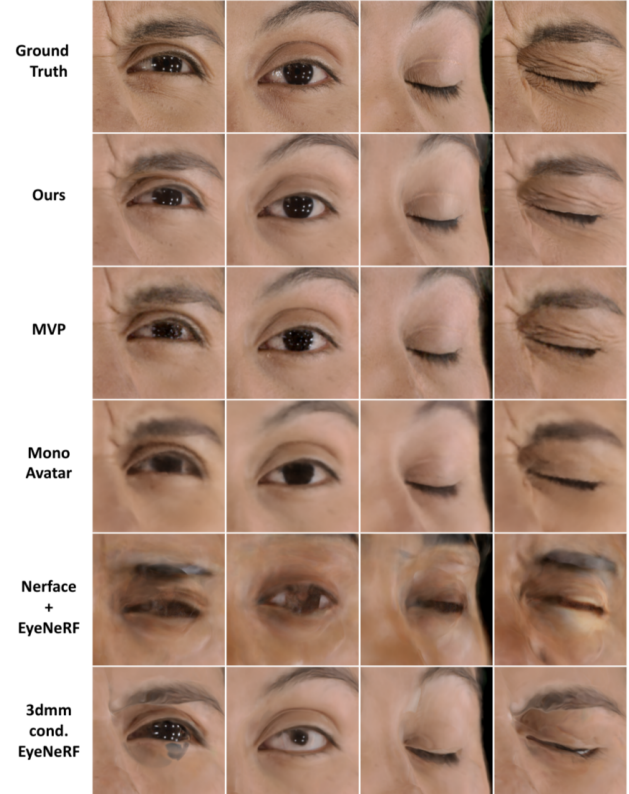 Ground
Truth
Ours
MVP
Mono
Avatar
Nerface
+
EyeNeRF
3dmm
cond.
EyeNeRF